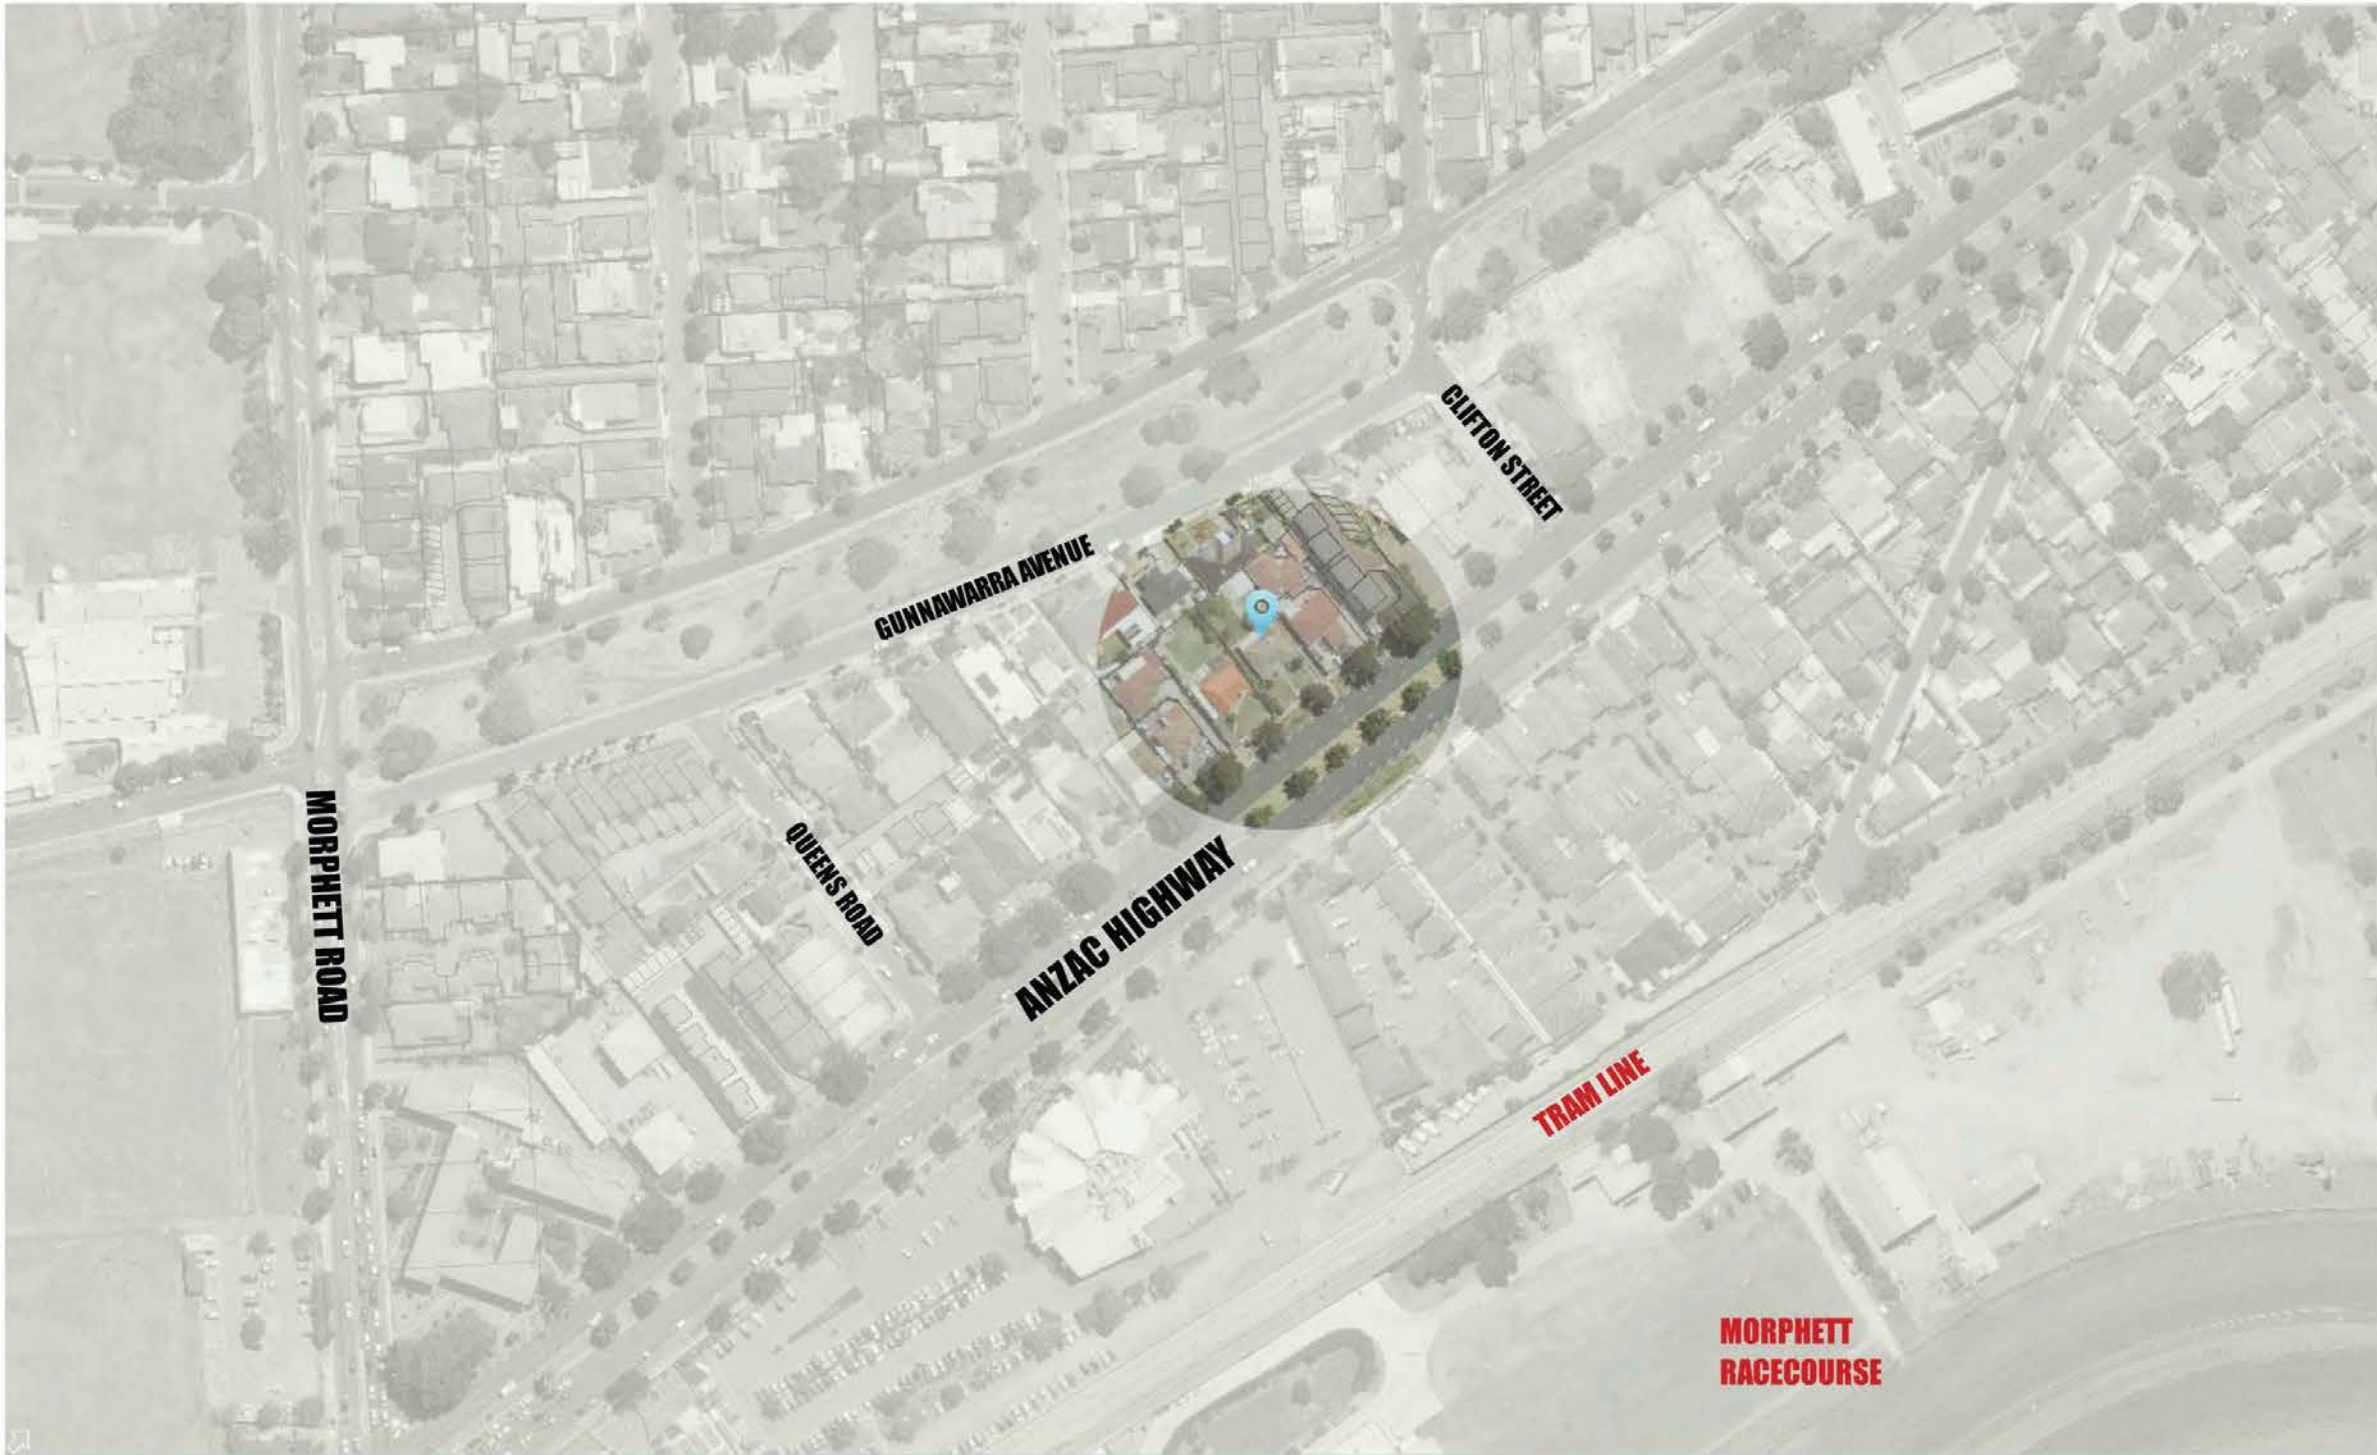 CLIFTON STREET
GUNNAWARRA AVENUE
MORPHETT ROAD
QUEENS ROAD
ANZAC HIGHWAY
TRAM LINE
MORPHETT
RACECOURSE